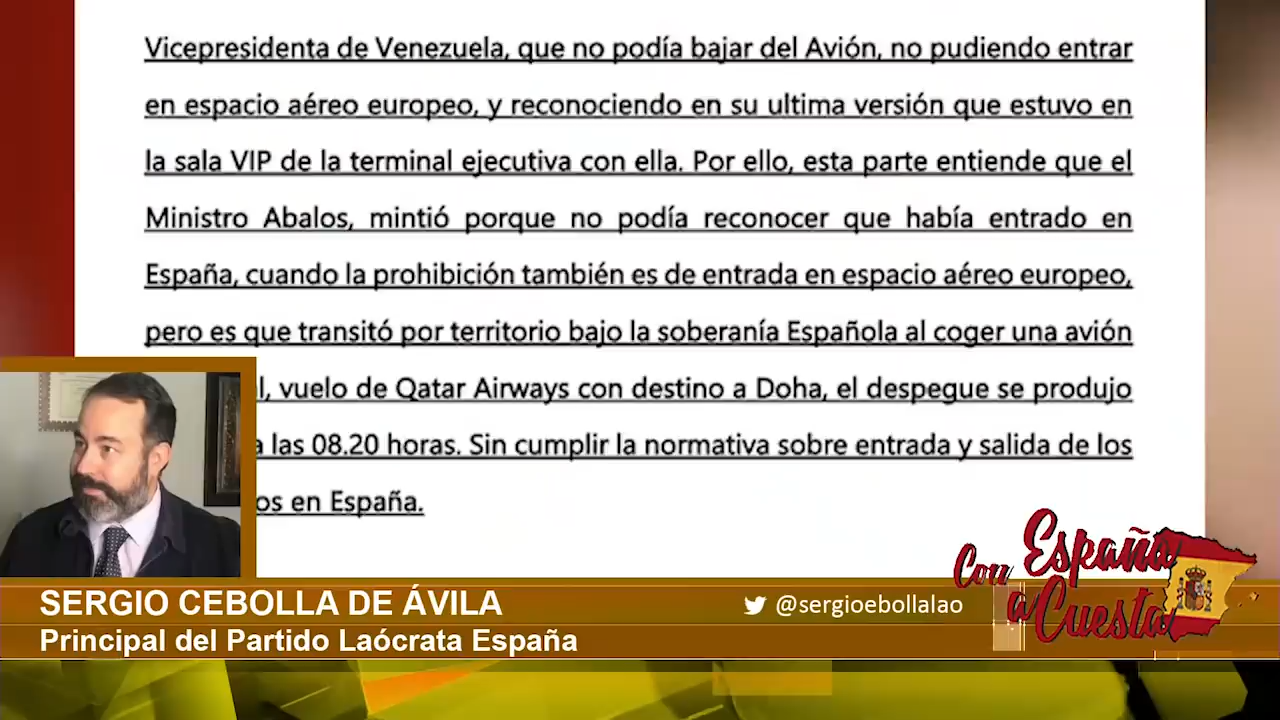 Vicepresidenta de Venezuela, que no podía bajar del Avión, no pudiendo entrar
en espacio aéreo europeo, y reconociendo en su ultima versión que estuvo en
la sala VIP de la terminal ejecutiva con ella. Por ello, esta parte entiende que el
Ministro Abalos, mintió porque no podía reconocer que había entrado en
España, cuando la prohibición también es de entrada en espacio aéreo europeo,
pero es que transitó por territorio bajo la soberanía Española al coger una avión
l, vuelo de Qatar Airways con destino a Doha, el despegue se produjo
a las 08.20 horas. Sin cumplir la normativa sobre entrada y salida de los
os en España.
Con España a Cuesta
SERGIO CEBOLLA DE ÁVILA
@sergioebollalao
Principal del Partido Laócrata España